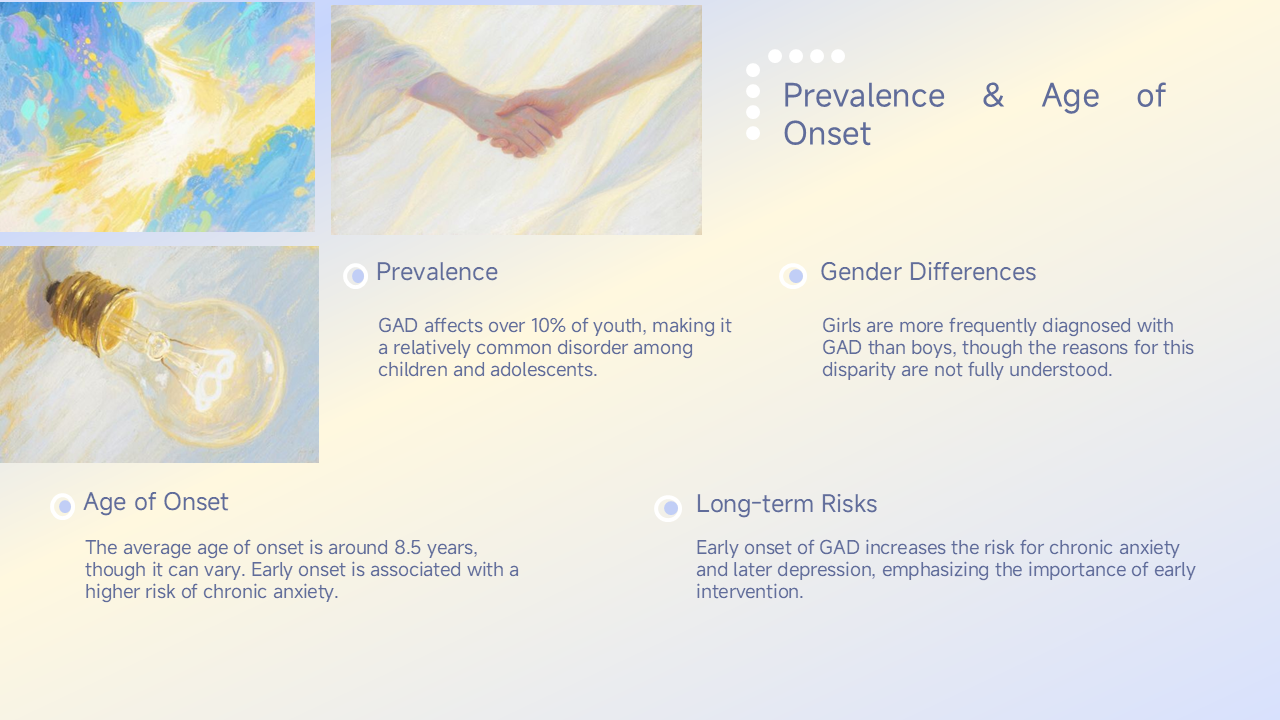 Prevalence & Age of
Onset
Prevalence
GAD affects over 10% of youth, making it
a relatively common disorder among
children and adolescents.
Gender Differences
Girls are more frequently diagnosed with
GAD than boys, though the reasons for this
disparity are not fully understood.
Age of Onset
The average age of onset is around 8.5 years,
though it can vary. Early onset is associated with a
higher risk of chronic anxiety.
Long-term Risks
Early onset of GAD increases the risk for chronic anxiety
and later depression, emphasizing the importance of early
intervention.